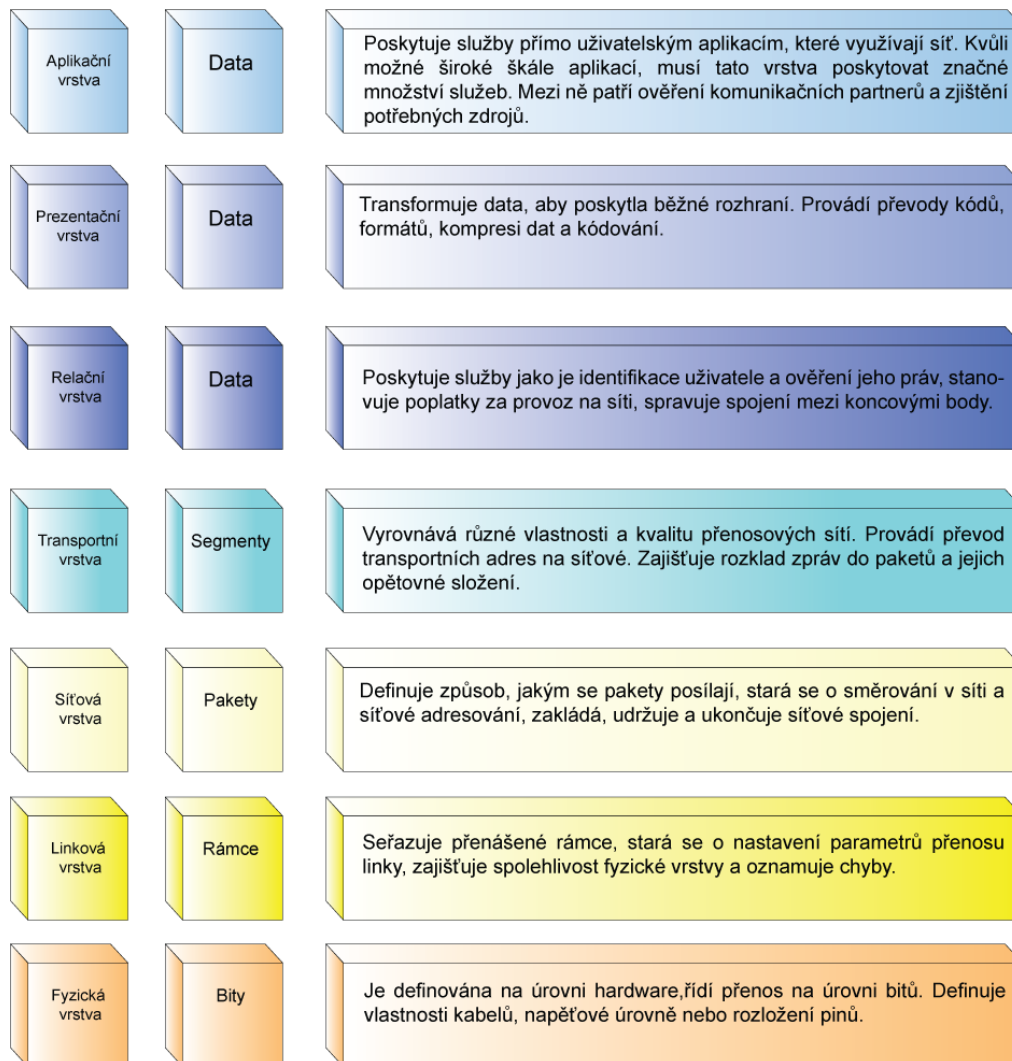 Aplikační
vrstva
Data
Poskytuje služby přímo uživatelským aplikacím, které využívají síť. Kvůli
možné široké škále aplikací, musí tato vrstva poskytovat značné
množství služeb. Mezi ně patří ověření komunikačních partnerů a zjištění
potřebných zdrojů.
Prezentační
vrstva
Data
Transformuje data, aby poskytla běžné rozhraní. Provádí převody kódů,
formátů, kompresi dat a kódování.
Relační
vrstva
Data
Poskytuje služby jako je identifikace uživatele a ověření jeho práv, stano-
vuje poplatky za provoz na síti, spravuje spojení mezi koncovými body.
Transportní
vrstva
Segmenty
Vyrovnává různé vlastnosti a kvalitu přenosových sítí. Provádí převod
transportních adres na síťové. Zajišťuje rozklad zpráv do paketů a jejich
opětovné složení.
Síťová
vrstva
Pakety
Definuje způsob, jakým se pakety posílají, stará se o směrování v síti a
síťové adresování, zakládá, udržuje a ukončuje síťové spojení.
Linková
vrstva
Rámce
Seřazuje přenášené rámce, stará se o nastavení parametrů přenosu
linky, zajišťuje spolehlivost fyzické vrstvy a oznamuje chyby.
Fyzická
vrstva
Bity
Je definována na úrovni hardware,řídí přenos na úrovni bitů. Definuje
vlastnosti kabelů, napěťové úrovně nebo rozložení pinů.